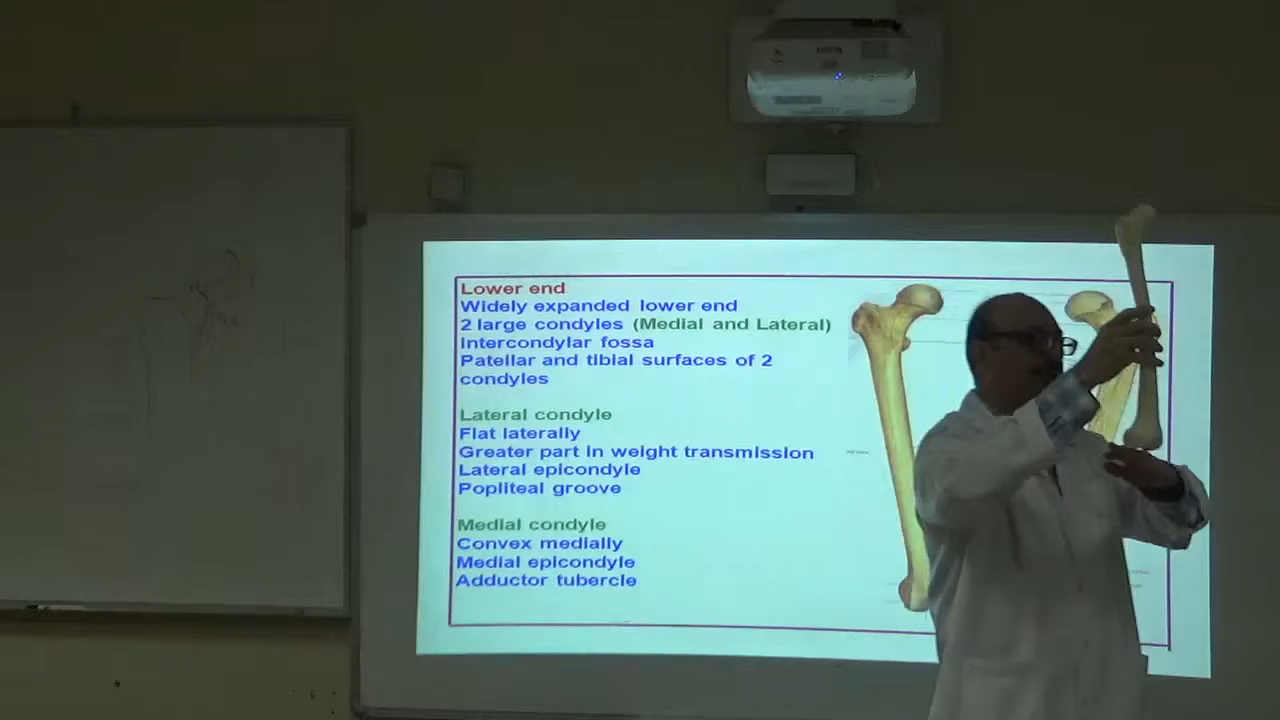 Lower end
Widely expanded lower end
2 large condyles (Medial and Lateral)
Intercondylar fossa
Patellar and tibial surfaces of 2
condyles
Lateral condyle
Flat laterally
Greater part in weight transmission
Lateral epicondyle
Popliteal groove
Medial condyle
Convex medially
Medial epicondyle
Adductor tubercle